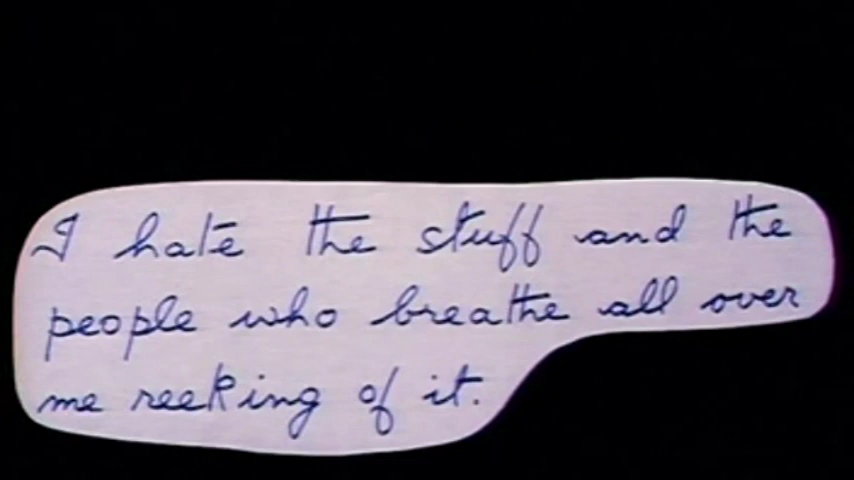 I hate the stuff and the
people who breathe all over
me reeking of it.